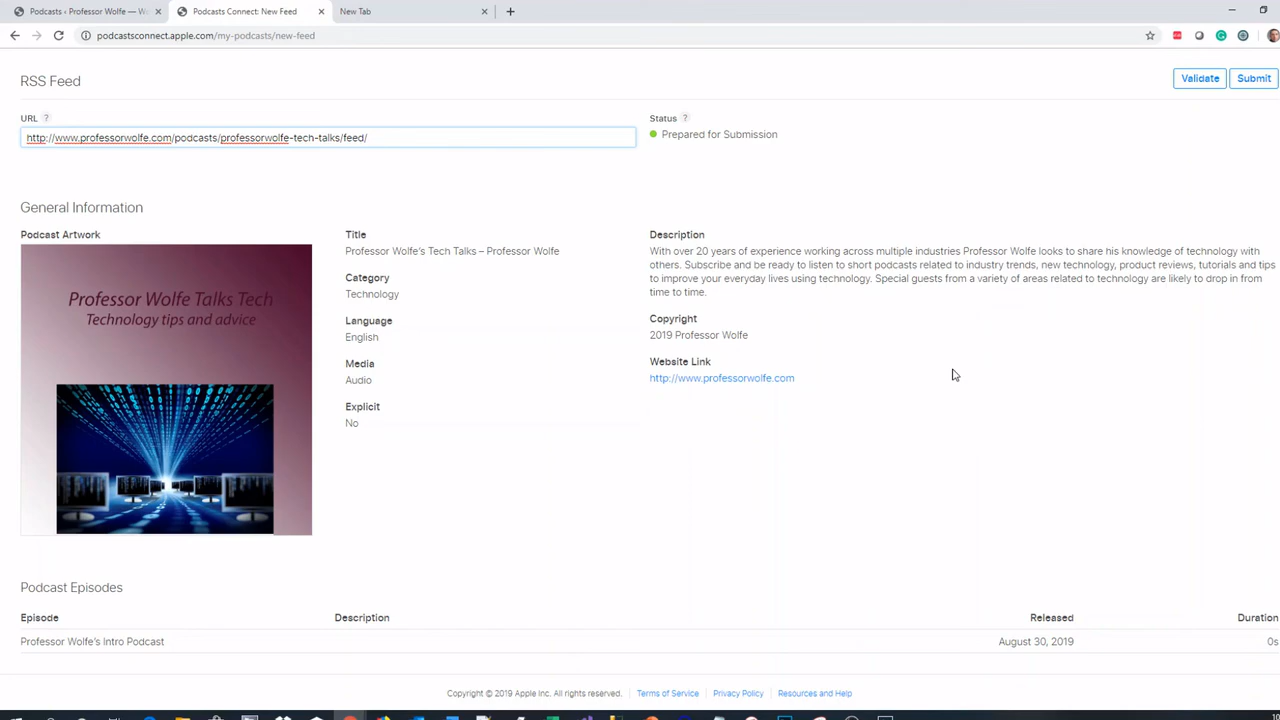 Podcasts ‹ Professor Wolfe — W
Podcasts Connect: New Feed
New Tab
podcastsconnect.apple.com/my-podcasts/new-feed
RSS Feed
Validate
Submit
URL ?
Status ?
http://www.professorwolfe.com/podcasts/professorwolfe-tech-talks/feed/
Prepared for Submission
General Information
Podcast Artwork
Professor Wolfe Talks Tech
Technology tips and advice
Title
Professor Wolfe's Tech Talks – Professor Wolfe
Category
Technology
Language
English
Media
Audio
Explicit
No
Description
With over 20 years of experience working across multiple industries Professor Wolfe looks to share his knowledge of technology with
others. Subscribe and be ready to listen to short podcasts related to industry trends, new technology, product reviews, tutorials and tips
to improve your everyday lives using technology. Special guests from a variety of areas related to technology are likely to drop in from
time to time.
Copyright
2019 Professor Wolfe
Website Link
http://www.professorwolfe.com
Podcast Episodes
Episode Description Released Duration
Professor Wolfe's Intro Podcast August 30, 2019 0s
Copyright © 2019 Apple Inc. All rights reserved. Terms of Service Privacy Policy Resources and Help